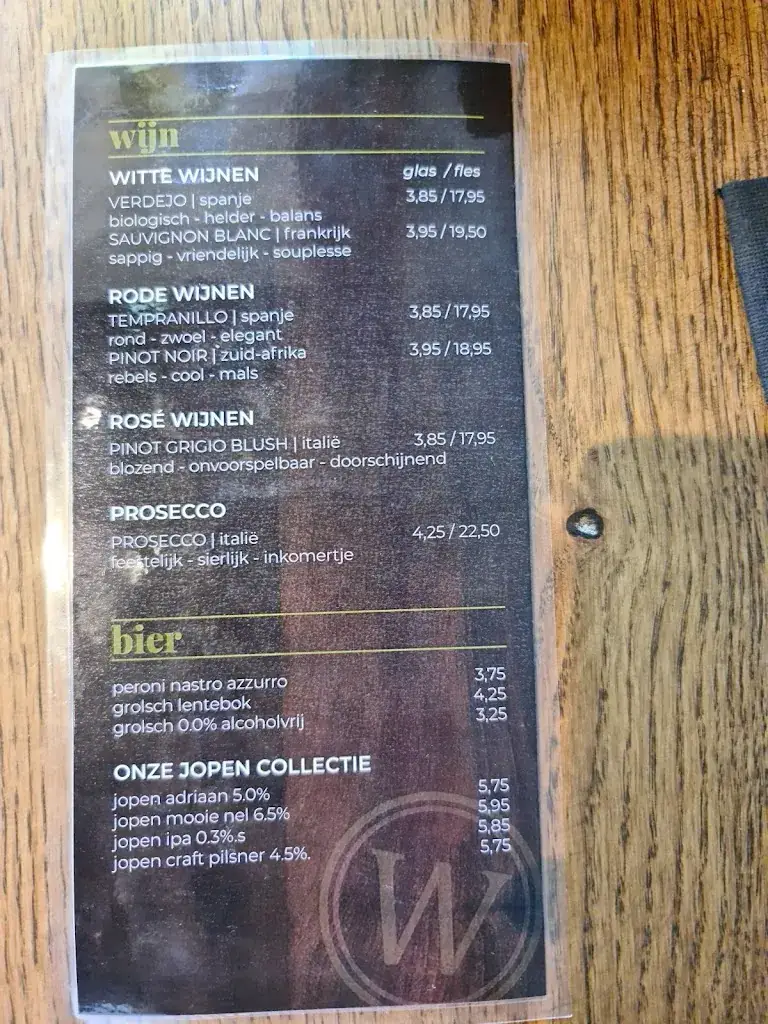 wijn
WITTE WIJNEN glas / fles
VERDEJO | spanje 3,85 / 17,95
biologisch - helder - balans
SAUVIGNON BLANC | frankrijk 3,95 / 19,50
sappig - vriendelijk - souplesse
RODE WIJNEN
TEMPRANILLO | spanje 3,85 / 17,95
rond - zwoel - elegant
PINOT NOIR | zuid-afrika 3,95 / 18,95
rebels - cool - mals
ROSÉ WIJNEN
PINOT GRIGIO BLUSH | italië 3,85 / 17,95
blozend - onvoorspelbaar - doorschijnend
PROSECCO
PROSECCO | italië 4,25 / 22,50
feestelijk - sierlijk - inkomertje
bier
peroni nastro azzurro 3,75
grolsch lentebok 4,25
grolsch 0.0% alcoholvrij 3,25
ONZE JOPEN COLLECTIE
jopen adriaan 5.0% 5,75
jopen mooie nel 6.5% 5,95
jopen ipa 0.3%.s 5,85
jopen craft pilsner 4.5%. 5,75
W